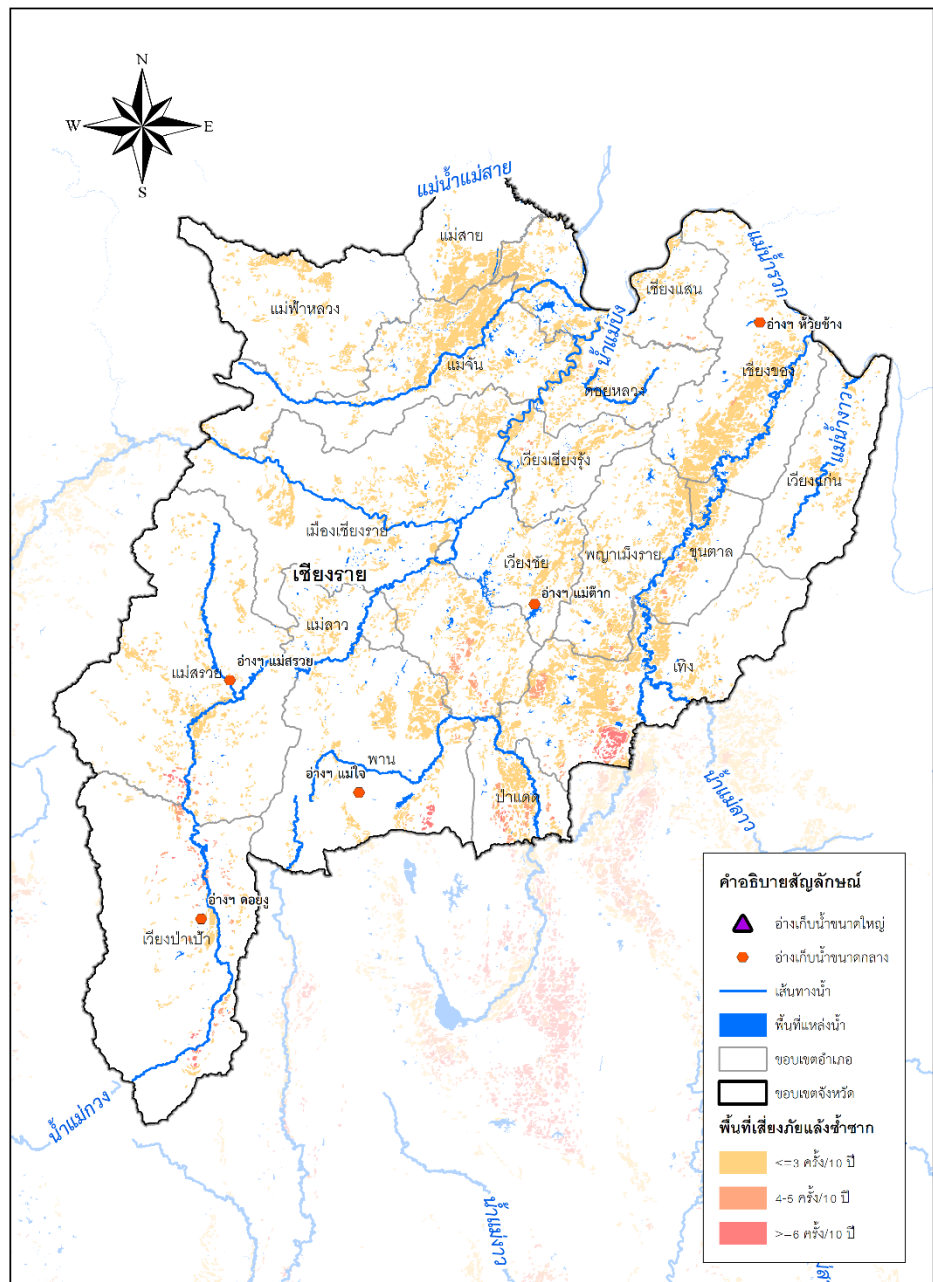 N
W
E
S
แม่น้ำแม่สาย
แม่สาย
แม่น้ำรวก
เชียงแสน
แม่ฟ้าหลวง
อ่างฯ ห้วยช้าง
น้ำแม่บง
แม่จัน
เชียงของ
ดอยหลวง
แม่น้ำงาว
เวียงเชียงรุ้ง
เวียงแก่น
เมืองเชียงราย
พญาเม็งราย
ขุนตาล
เวียงชัย
เชียงราย
อ่างฯ แม่ต๊าก
แม่ลาว
อ่างฯ แม่สรวย
แม่สรวย
เทิง
พาน
อ่างฯ แม่ใจ
ป่าแดด
น้ำแม่ลาว
อ่างฯ ดอยงู
เวียงป่าเป้า
น้ำแม่กวง
น้ำแม่งาว
คำอธิบายสัญลักษณ์
อ่างเก็บน้ำขนาดใหญ่
อ่างเก็บน้ำขนาดกลาง
เส้นทางน้ำ
พื้นที่แหล่งน้ำ
ขอบเขตอำเภอ
ขอบเขตจังหวัด
พื้นที่เสี่ยงภัยแล้งซ้ำซาก
<=3 ครั้ง/10 ปี
4-5 ครั้ง/10 ปี
>=6 ครั้ง/10 ปี